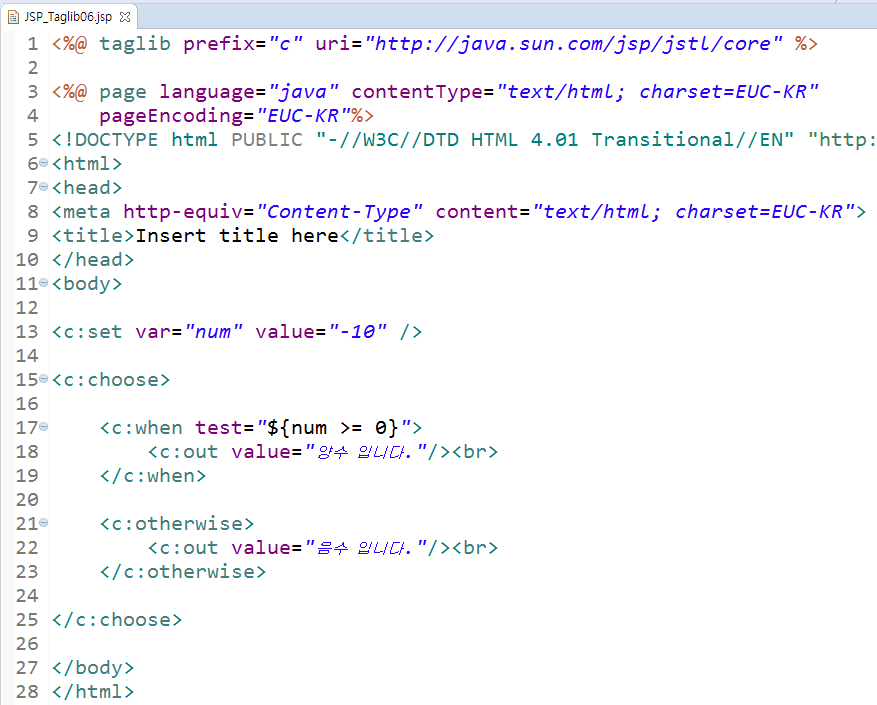 JSP_Taglib06.jsp
1 <%@ taglib prefix="c" uri="http://java.sun.com/jsp/jstl/core" %>
2
3 <%@ page language="java" contentType="text/html; charset=EUC-KR"
4     pageEncoding="EUC-KR"%>
5 <!DOCTYPE html PUBLIC "-//W3C//DTD HTML 4.01 Transitional//EN" "http:
6 <html>
7 <head>
8 <meta http-equiv="Content-Type" content="text/html; charset=EUC-KR">
9 <title>Insert title here</title>
10 </head>
11 <body>
12
13 <c:set var="num" value="-10" />
14
15 <c:choose>
16
17     <c:when test="${num >= 0}">
18         <c:out value="양수 입니다."/><br>
19     </c:when>
20
21     <c:otherwise>
22         <c:out value="음수 입니다."/><br>
23     </c:otherwise>
24
25 </c:choose>
26
27 </body>
28 </html>